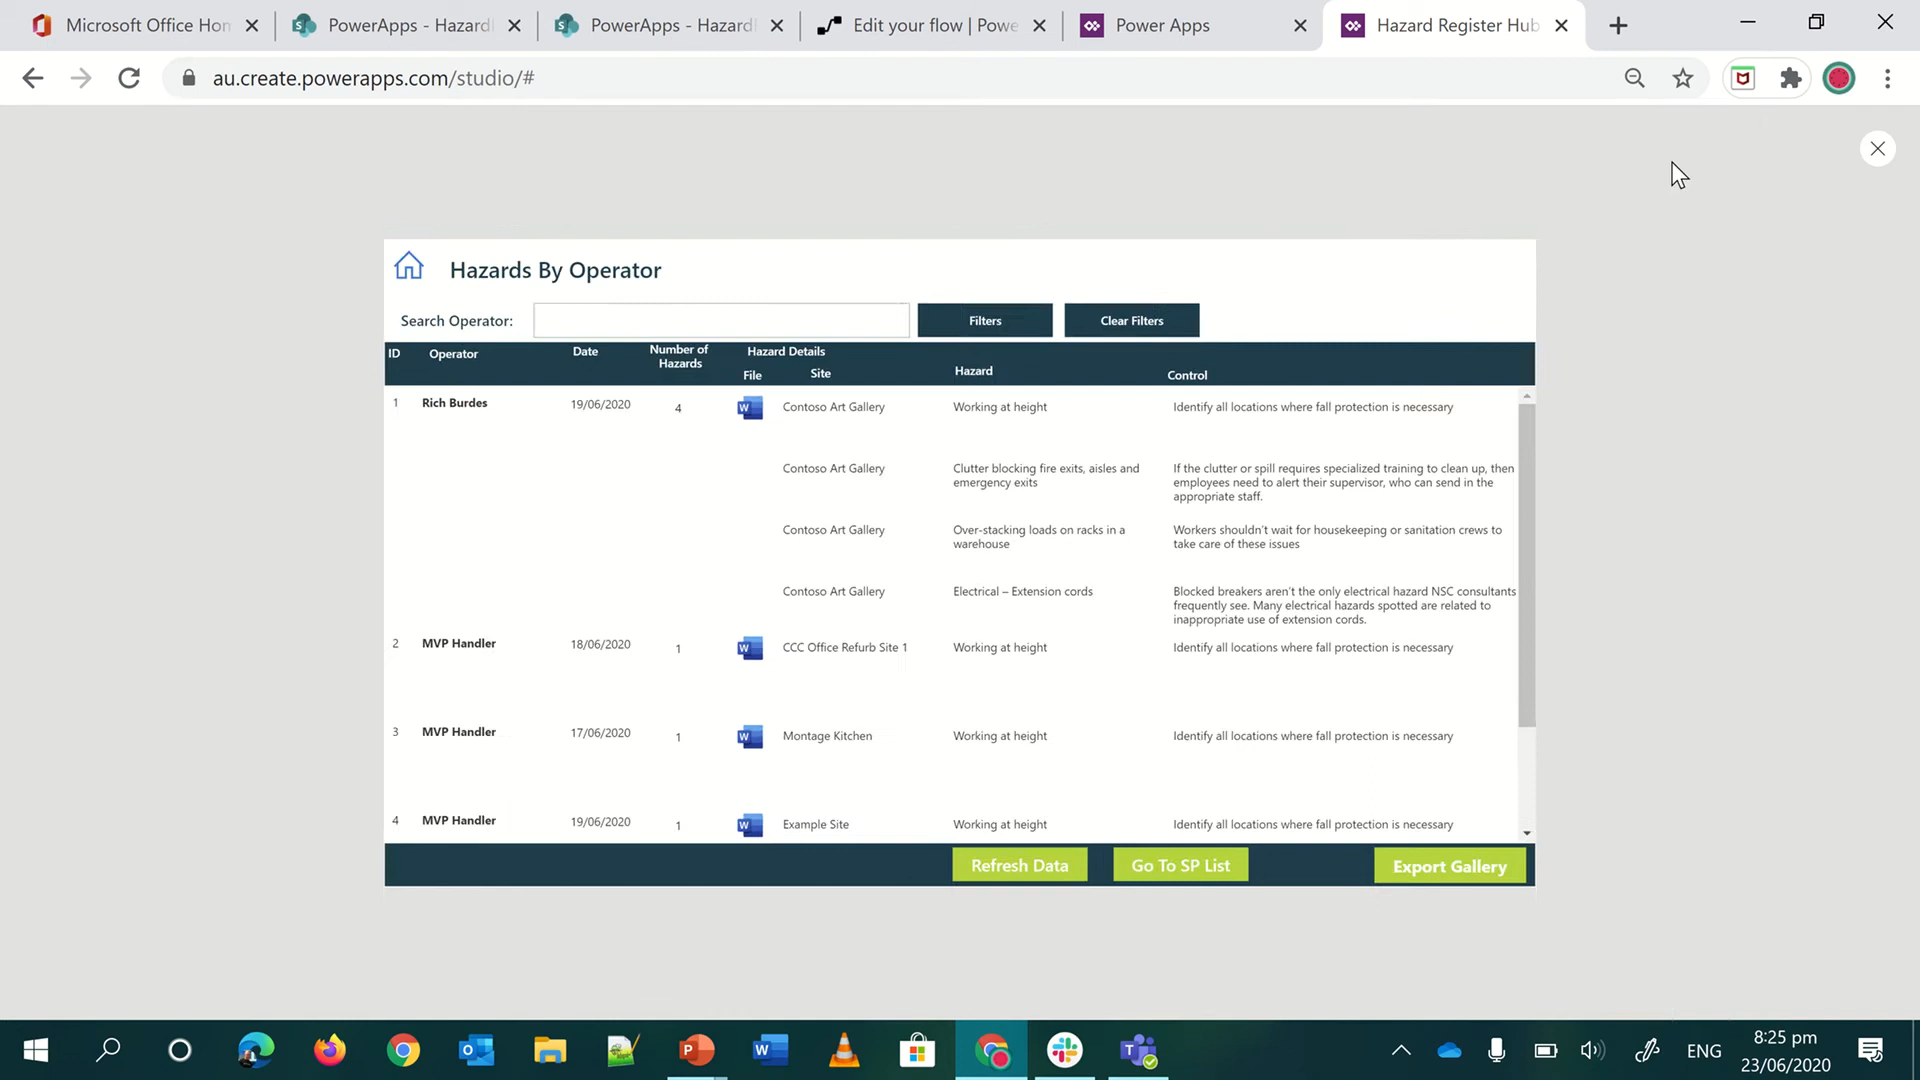 Microsoft Office Hom
PowerApps - Hazard
PowerApps - Hazard
Edit your flow | Powe
Power Apps
Hazard Register Hub
au.create.powerapps.com/studio/#
Hazards By Operator
Search Operator:
Filters
Clear Filters
ID
Operator
Date
Number of
Hazards
Hazard Details
File
Site
Hazard
Control
1
Rich Burdes
19/06/2020
4
Contoso Art Gallery
Working at height
Identify all locations where fall protection is necessary
Contoso Art Gallery
Clutter blocking fire exits, aisles and
emergency exits
If the clutter or spill requires specialized training to clean up, then
employees need to alert their supervisor, who can send in the
appropriate staff.
Contoso Art Gallery
Over-stacking loads on racks in a
warehouse
Workers shouldn't wait for housekeeping or sanitation crews to
take care of these issues
Contoso Art Gallery
Electrical – Extension cords
Blocked breakers aren't the only electrical hazard NSC consultants
frequently see. Many electrical hazards spotted are related to
inappropriate use of extension cords.
2
MVP Handler
18/06/2020
1
CCC Office Refurb Site 1
Working at height
Identify all locations where fall protection is necessary
3
MVP Handler
17/06/2020
1
Montage Kitchen
Working at height
Identify all locations where fall protection is necessary
4
MVP Handler
19/06/2020
1
Example Site
Working at height
Identify all locations where fall protection is necessary
Refresh Data
Go To SP List
Export Gallery
ENG
8:25 pm
23/06/2020